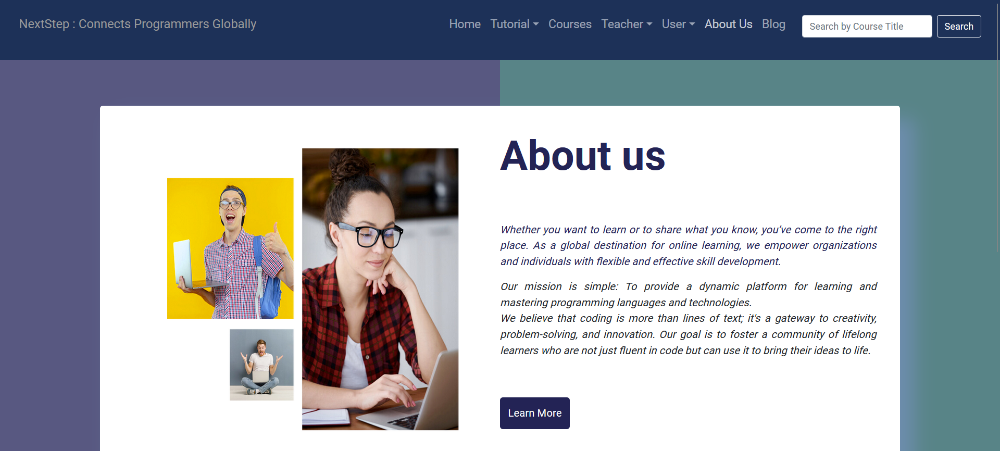 NextStep : Connects Programmers Globally
Home Tutorial Courses Teacher User About Us Blog Search by Course Title Search
About us
Whether you want to learn or to share what you know, you’ve come to the right
place. As a global destination for online learning, we empower organizations
and individuals with flexible and effective skill development.
Our mission is simple: To provide a dynamic platform for learning and
mastering programming languages and technologies.
We believe that coding is more than lines of text; it's a gateway to creativity,
problem-solving, and innovation. Our goal is to foster a community of lifelong
learners who are not just fluent in code but can use it to bring their ideas to life.
Learn More